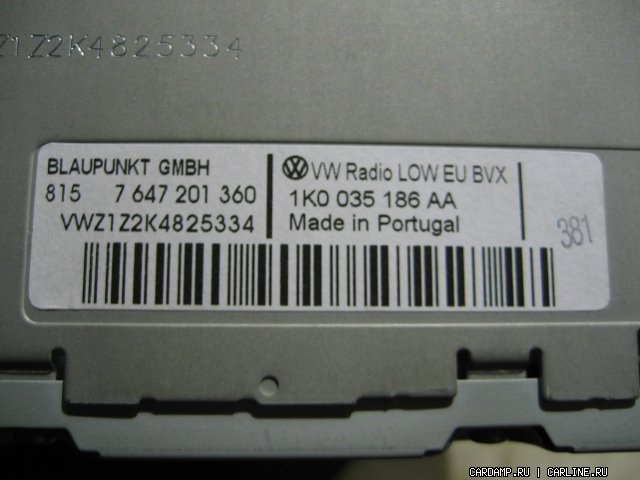 Z1Z2K4825334
BLAUPUNKT GMBH
815 7 647 201 360
VWZ1Z2K4825334
VW Radio LOW EU BVX
1K0 035 186 AA
Made in Portugal
381
CARDAMP.RU | CARLINE.RU